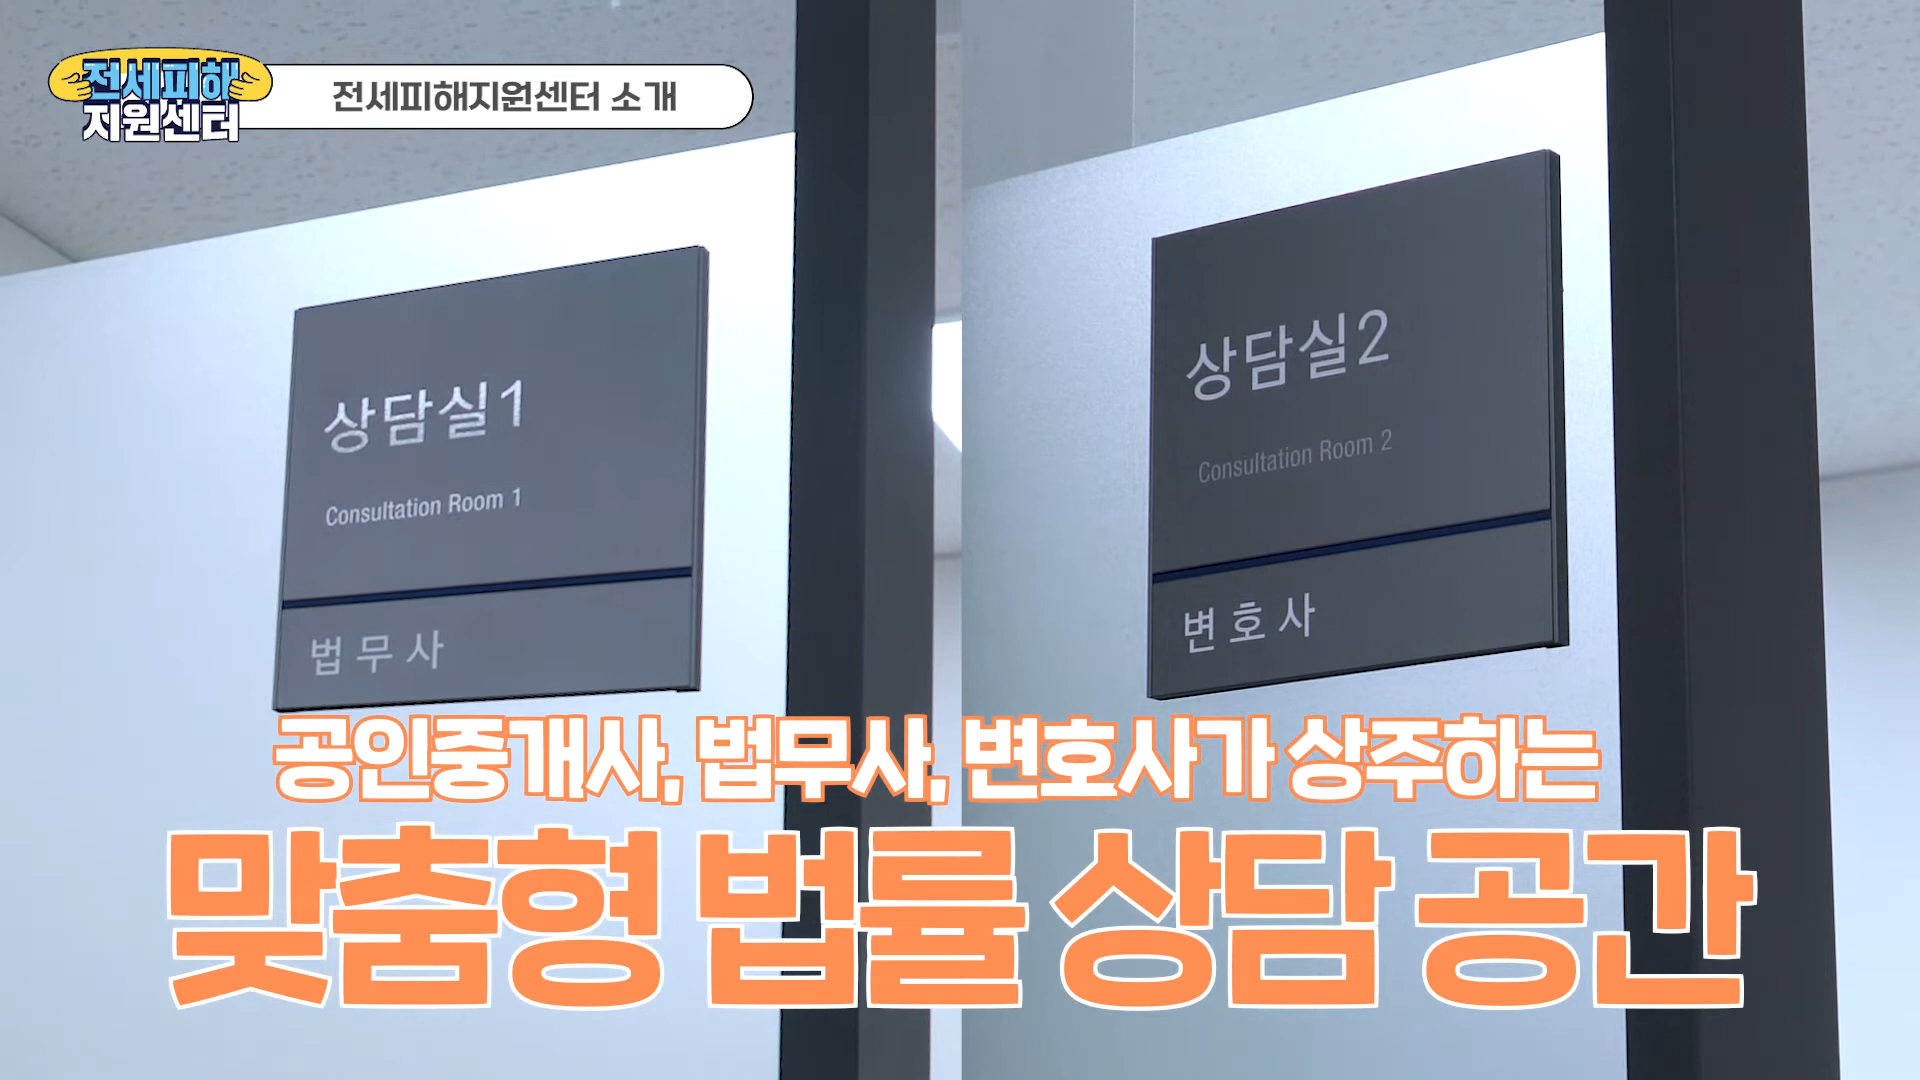 전세피해
지원센터
전세피해지원센터 소개
상담실1
Consultation Room 1
법무사
상담실2
Consultation Room 2
변호사
공인중개사, 법무사, 변호사가 상주하는
맞춤형 법률 상담 공간